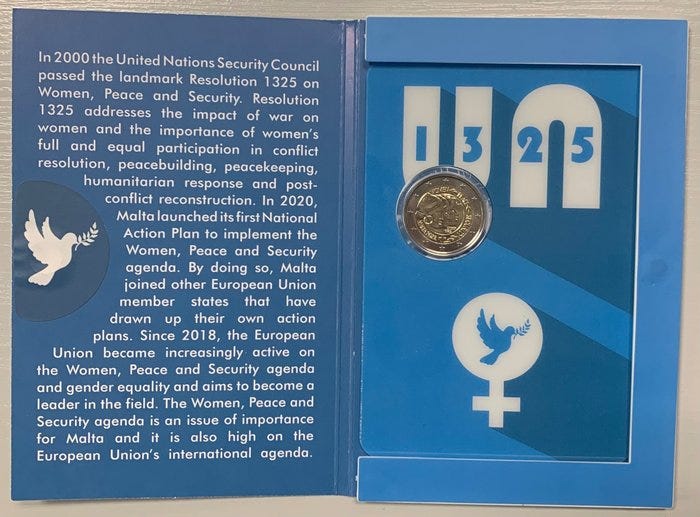 In 2000 the United Nations Security Council
passed the landmark Resolution 1325 on
Women, Peace and Security. Resolution
1325 addresses the impact of war on
women and the importance of women's
full and equal participation in conflict
resolution, peacebuilding, peacekeeping,
humanitarian response and post-
conflict reconstruction. In 2020,
Malta launched its first National
Action Plan to implement the
Women, Peace and Security
agenda. By doing so, Malta
joined other European Union
member states that have
drawn up their own action
plans. Since 2018, the European
Union became increasingly active on
the Women, Peace and Security agenda
and gender equality and aims to become a
leader in the field. The Women, Peace and
Security agenda is an issue of importance
for Malta and it is also high on the
European Union's international agenda.
UN
1325